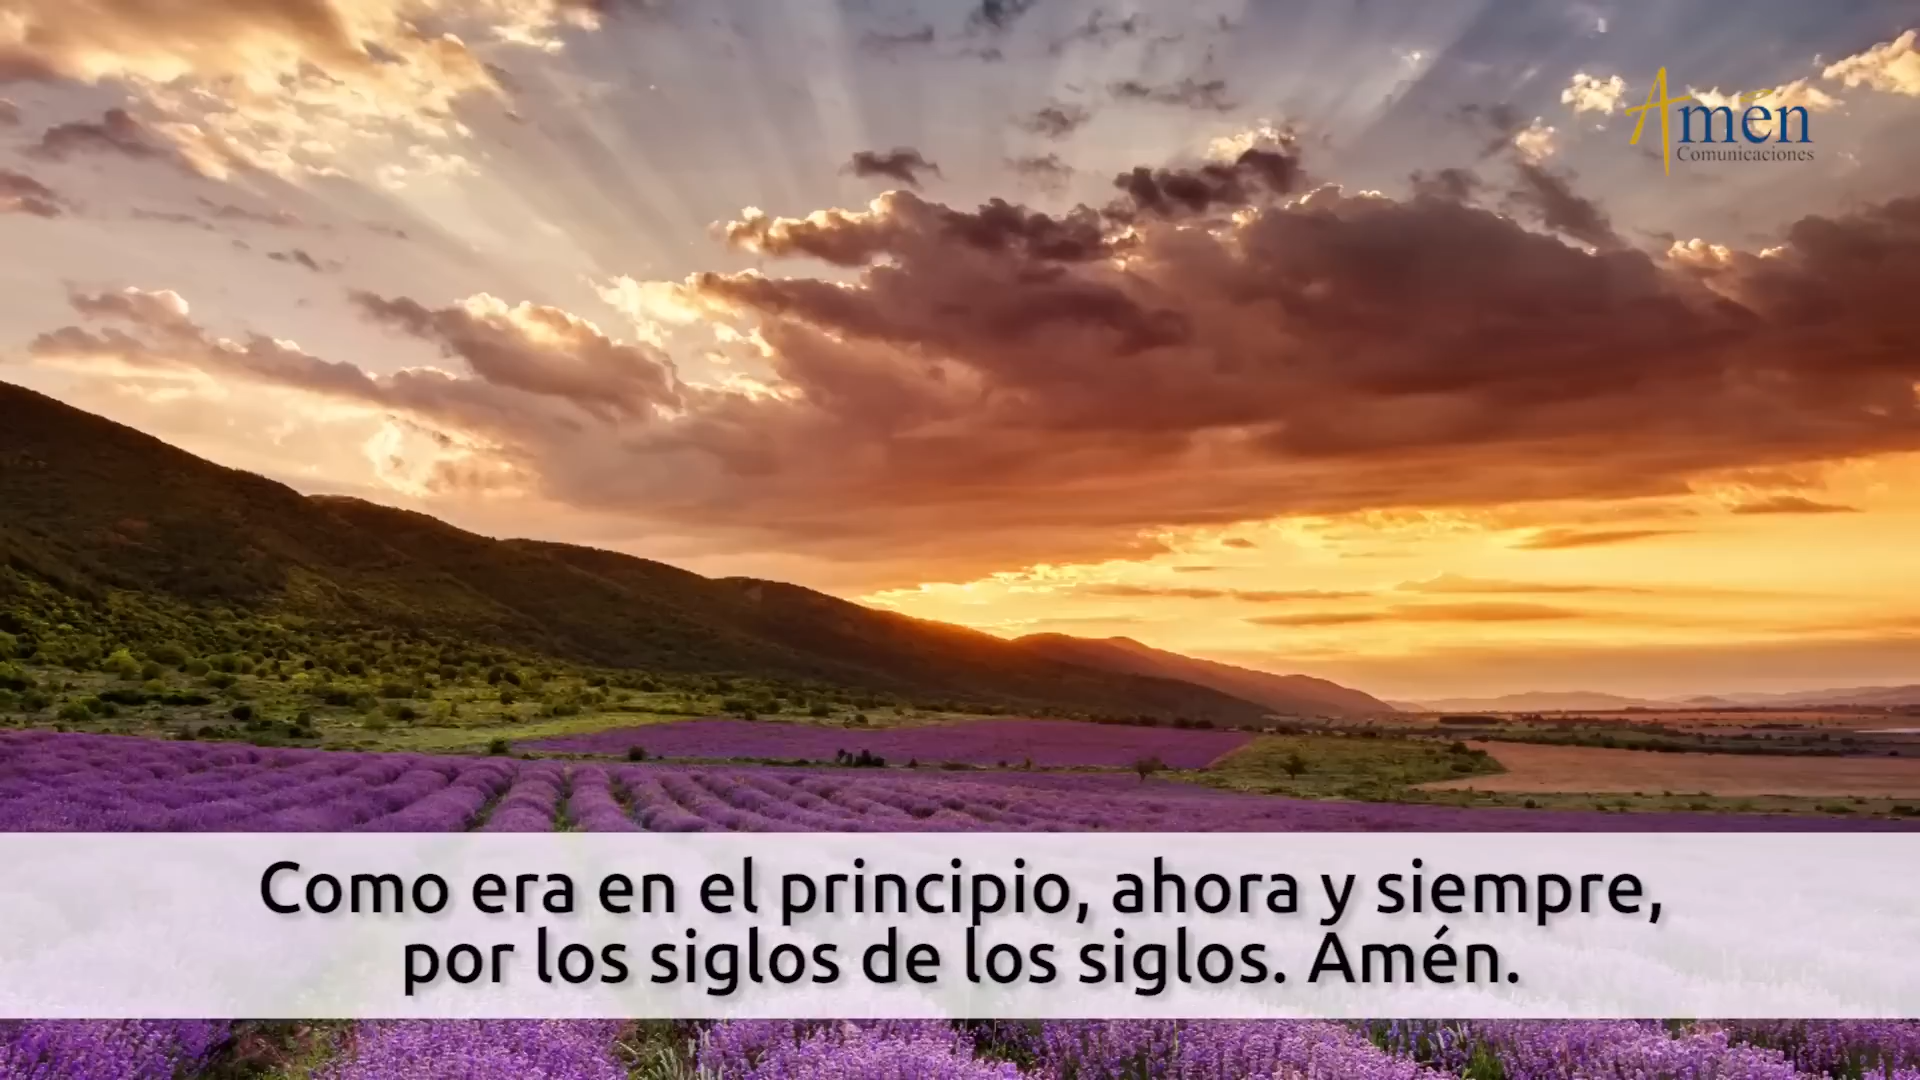 Amén
Comunicaciones
Como era en el principio, ahora y siempre,
por los siglos de los siglos. Amén.